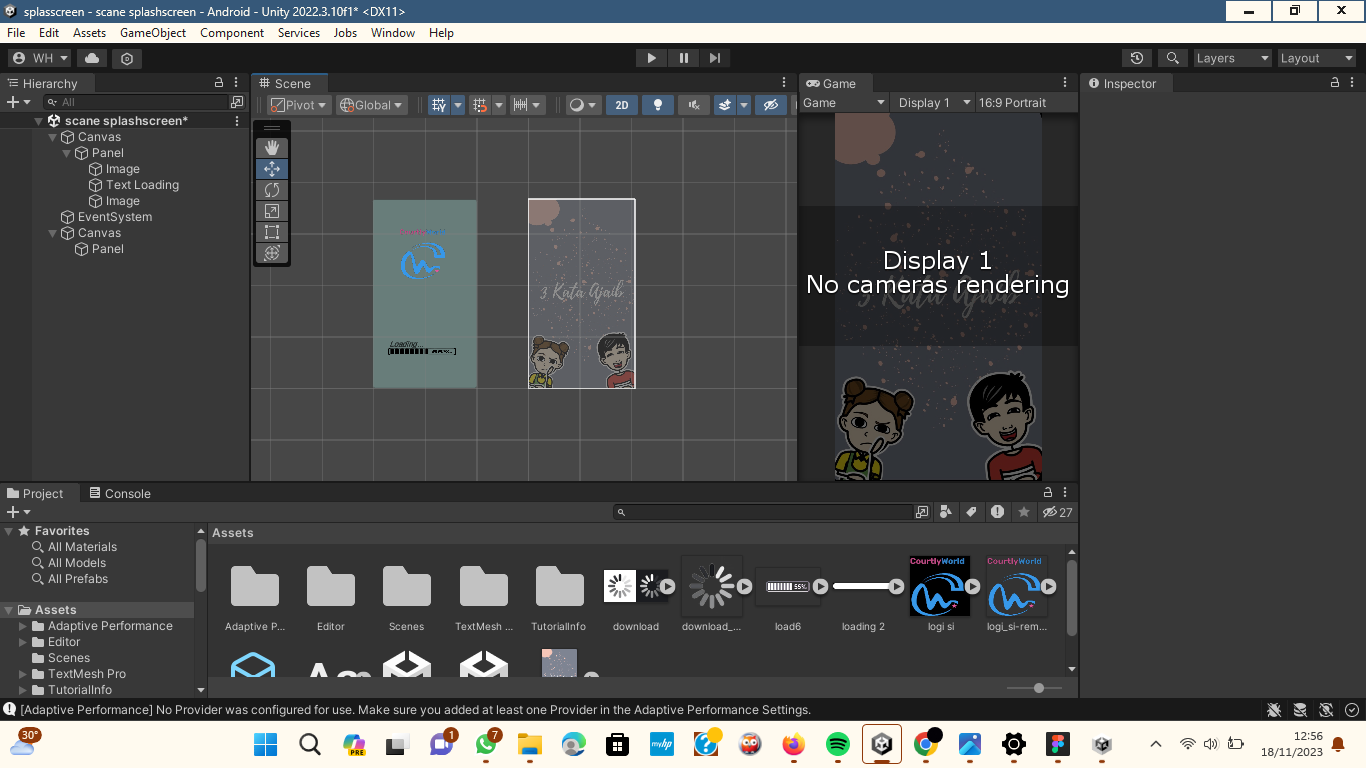 splasscreen - scane splashscreen - Android - Unity 2022.3.10f1* <DX11>
File Edit Assets GameObject Component Services Jobs Window Help
WH
Layers Layout
Hierarchy
All
scane splashscreen*
Canvas
Panel
Image
Text Loading
Image
EventSystem
Canvas
Panel
Scene
Pivot Global 2D
CourtlyWorld
Loading...
3 Kata Ajaib
Game
Game Display 1 16:9 Portrait
Display 1
No cameras rendering
3 Kata Ajaib
Inspector
Project Console
27
Favorites
All Materials
All Models
All Prefabs
Assets
Adaptive Performance
Editor
Scenes
TextMesh Pro
TutorialInfo
Assets
55%
CourtlyWorld
CourtlyWorld
Adaptive P... Editor Scenes TextMesh ... TutorialInfo download download_... load6 loading 2 logi si logi_si-rem...
[Adaptive Performance] No Provider was configured for use. Make sure you added at least one Provider in the Adaptive Performance Settings.
30°
PRE
1
7
myhp
12:56
18/11/2023